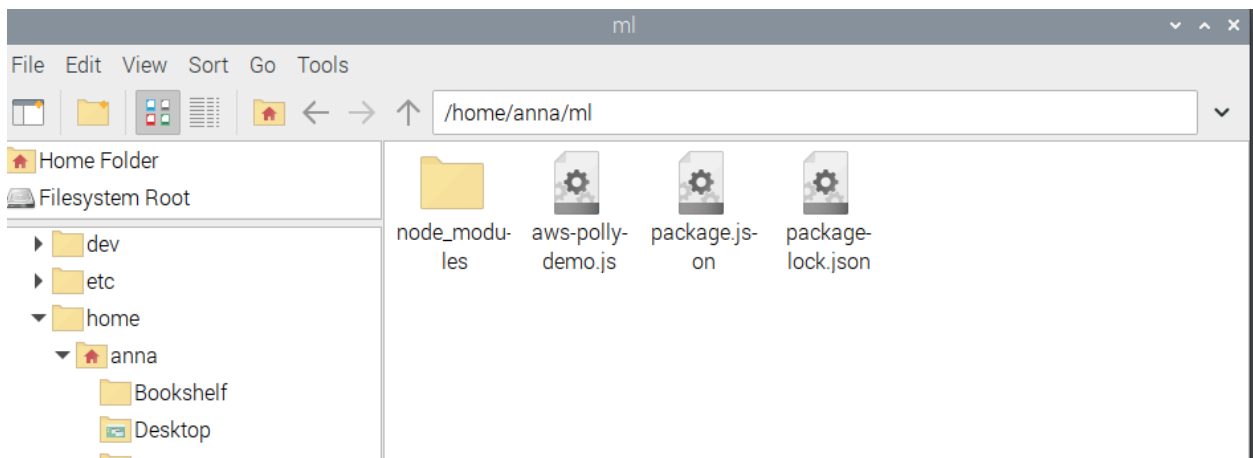 ml
File Edit View Sort Go Tools
/home/anna/ml
Home Folder
Filesystem Root
dev
etc
home
anna
Bookshelf
Desktop
node_modu-
les
aws-polly-
demo.js
package.js-
on
package-
lock.json